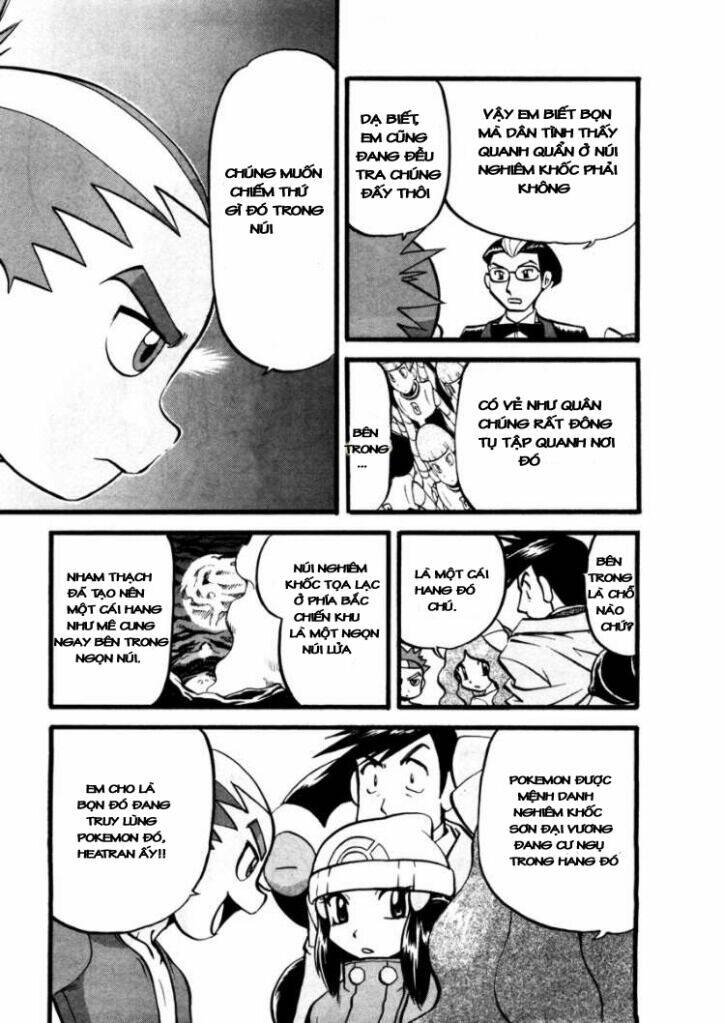 VẬY EM BIẾT BỌN
MÀ DÂN TÌNH THẤY
QUANH QUẨN Ở NÚI
NGHIÊM KHỐC PHẢI
KHÔNG
DẠ BIẾT,
EM CŨNG
ĐANG ĐỀU
TRA CHÚNG
ĐẤY THÔI
CHÚNG MUỐN
CHIẾM THỨ
GÌ ĐÓ TRONG
NÚI
CÓ VẺ NHƯ QUÂN
CHÚNG RẤT ĐÔNG
TỤ TẬP QUANH NƠI
ĐÓ
BÊN
TRONG
...
BÊN
TRONG
LÀ CHỖ
NÀO
CHỨ?
LÀ MỘT CÁI
HANG ĐÓ
CHÚ.
NÚI NGHIÊM
KHỐC TỌA LẠC
Ở PHÍA BẮC
CHIẾN KHU
LÀ MỘT NGỌN
NÚI LỬA
NHAM THẠCH
ĐÃ TẠO NÊN
MỘT CÁI HANG
NHƯ MÊ CUNG
NGAY BÊN TRONG
NGỌN NÚI.
POKEMON ĐƯỢC
MỆNH DANH
NGHIÊM KHỐC
SƠN ĐẠI VƯƠNG
ĐANG CƯ NGỤ
TRONG HANG ĐÓ
EM CHO LÀ
BỌN ĐÓ ĐANG
TRUY LÙNG
POKEMON ĐÓ,
HEATRAN ẤY!!